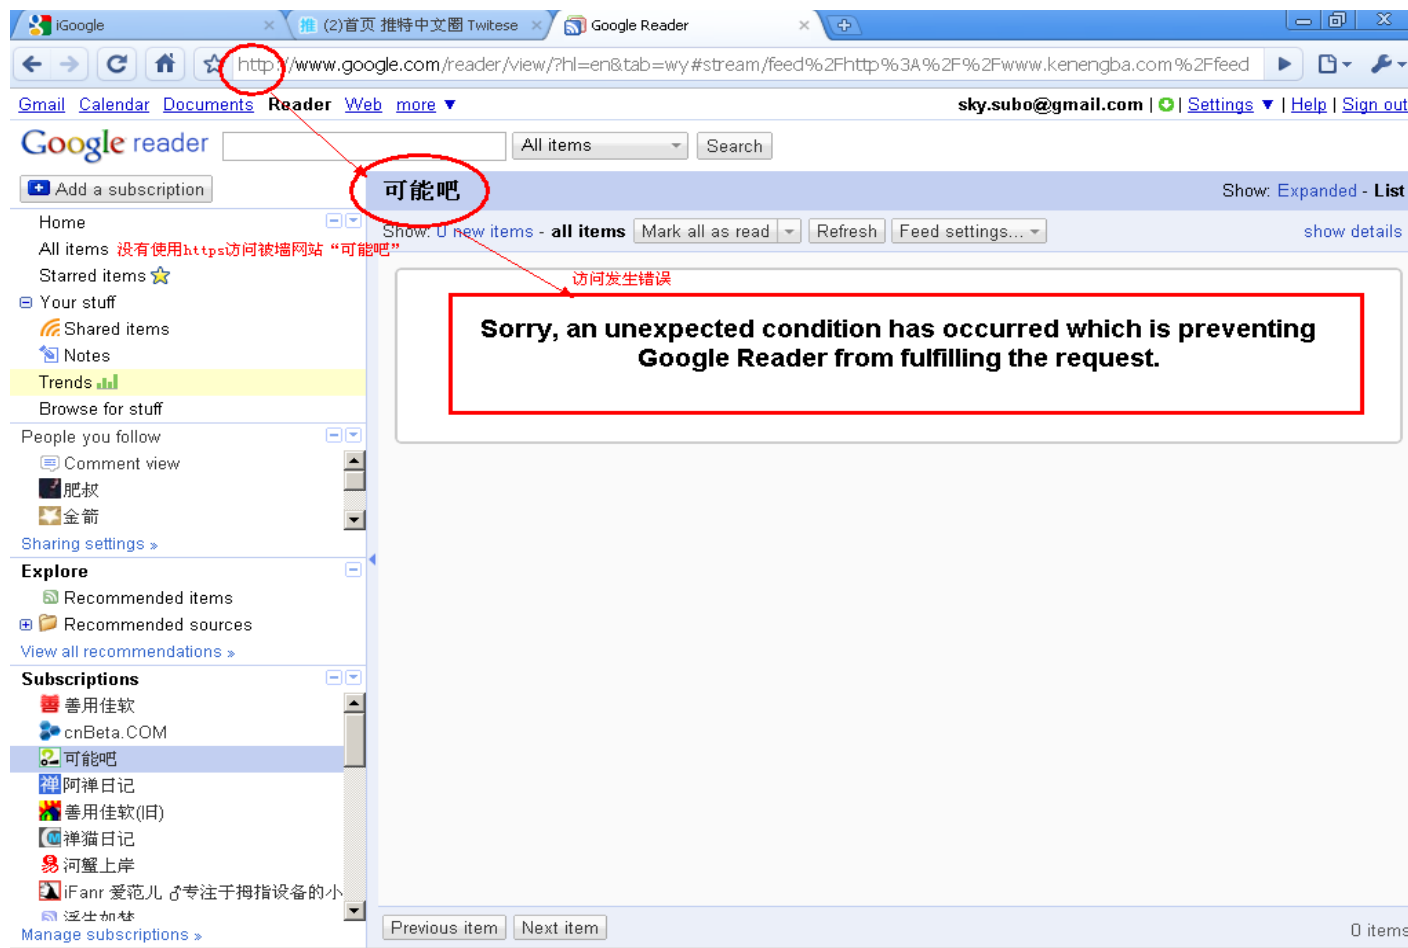 iGoogle
推 (2)首页 推特中文圈 Twitese
Google Reader
http://www.google.com/reader/view/?hl=en&tab=wy#stream/feed%2Fhttp%3A%2F%2Fwww.kenengba.com%2Ffeed
Gmail Calendar Documents Reader Web more ▼
sky.subo@gmail.com | Settings ▼ | Help | Sign out
Google reader
All items
Search
Add a subscription
可能吧
Show: Expanded - List
Home
Show: 0 new items - all items Mark all as read Refresh Feed settings...
show details
All items 没有使用https访问被墙网站“可能吧”
Starred items
访问发生错误
Your stuff
Shared items
Notes
Sorry, an unexpected condition has occurred which is preventing
Google Reader from fulfilling the request.
Trends
Browse for stuff
People you follow
Comment view
肥叔
金箭
Sharing settings »
Explore
Recommended items
Recommended sources
View all recommendations »
Subscriptions
善用佳软
cnBeta.COM
可能吧
禅 阿禅日记
善用佳软(旧)
禅猫日记
河蟹上岸
iFanr 爱范儿 ♂专注于拇指设备的小
浮生如梦
Manage subscriptions »
Previous item Next item
0 items